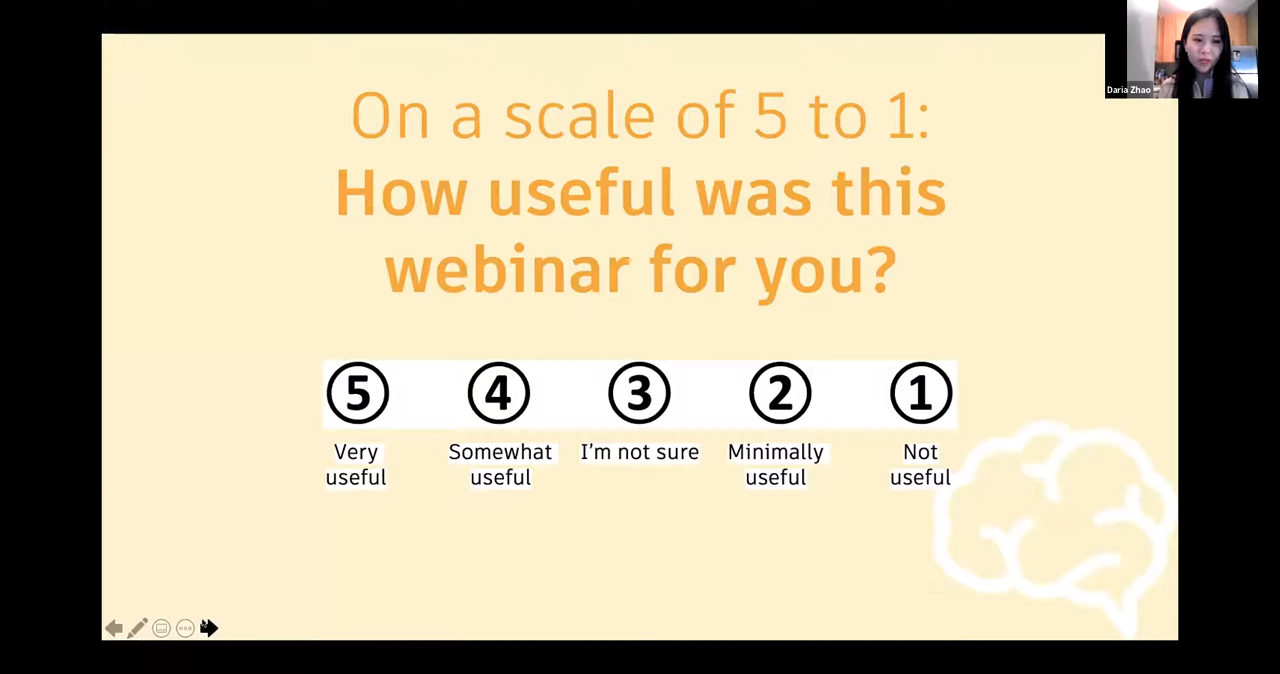 On a scale of 5 to 1:
How useful was this
webinar for you?
5 4 3 2 1
Very Somewhat I'm not sure Minimally Not
useful useful useful useful
Daria Zhao